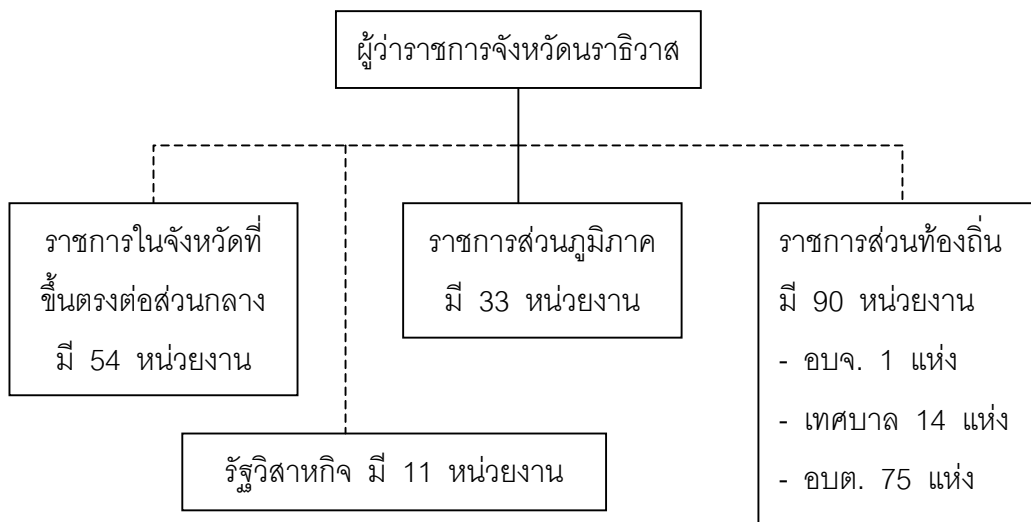 ผู้ว่าราชการจังหวัดนราธิวาส
ราชการในจังหวัดที่
ขึ้นตรงต่อส่วนกลาง
มี 54 หน่วยงาน
ราชการส่วนภูมิภาค
มี 33 หน่วยงาน
ราชการส่วนท้องถิ่น
มี 90 หน่วยงาน
- อบจ. 1 แห่ง
- เทศบาล 14 แห่ง
- อบต. 75 แห่ง
รัฐวิสาหกิจ มี 11 หน่วยงาน